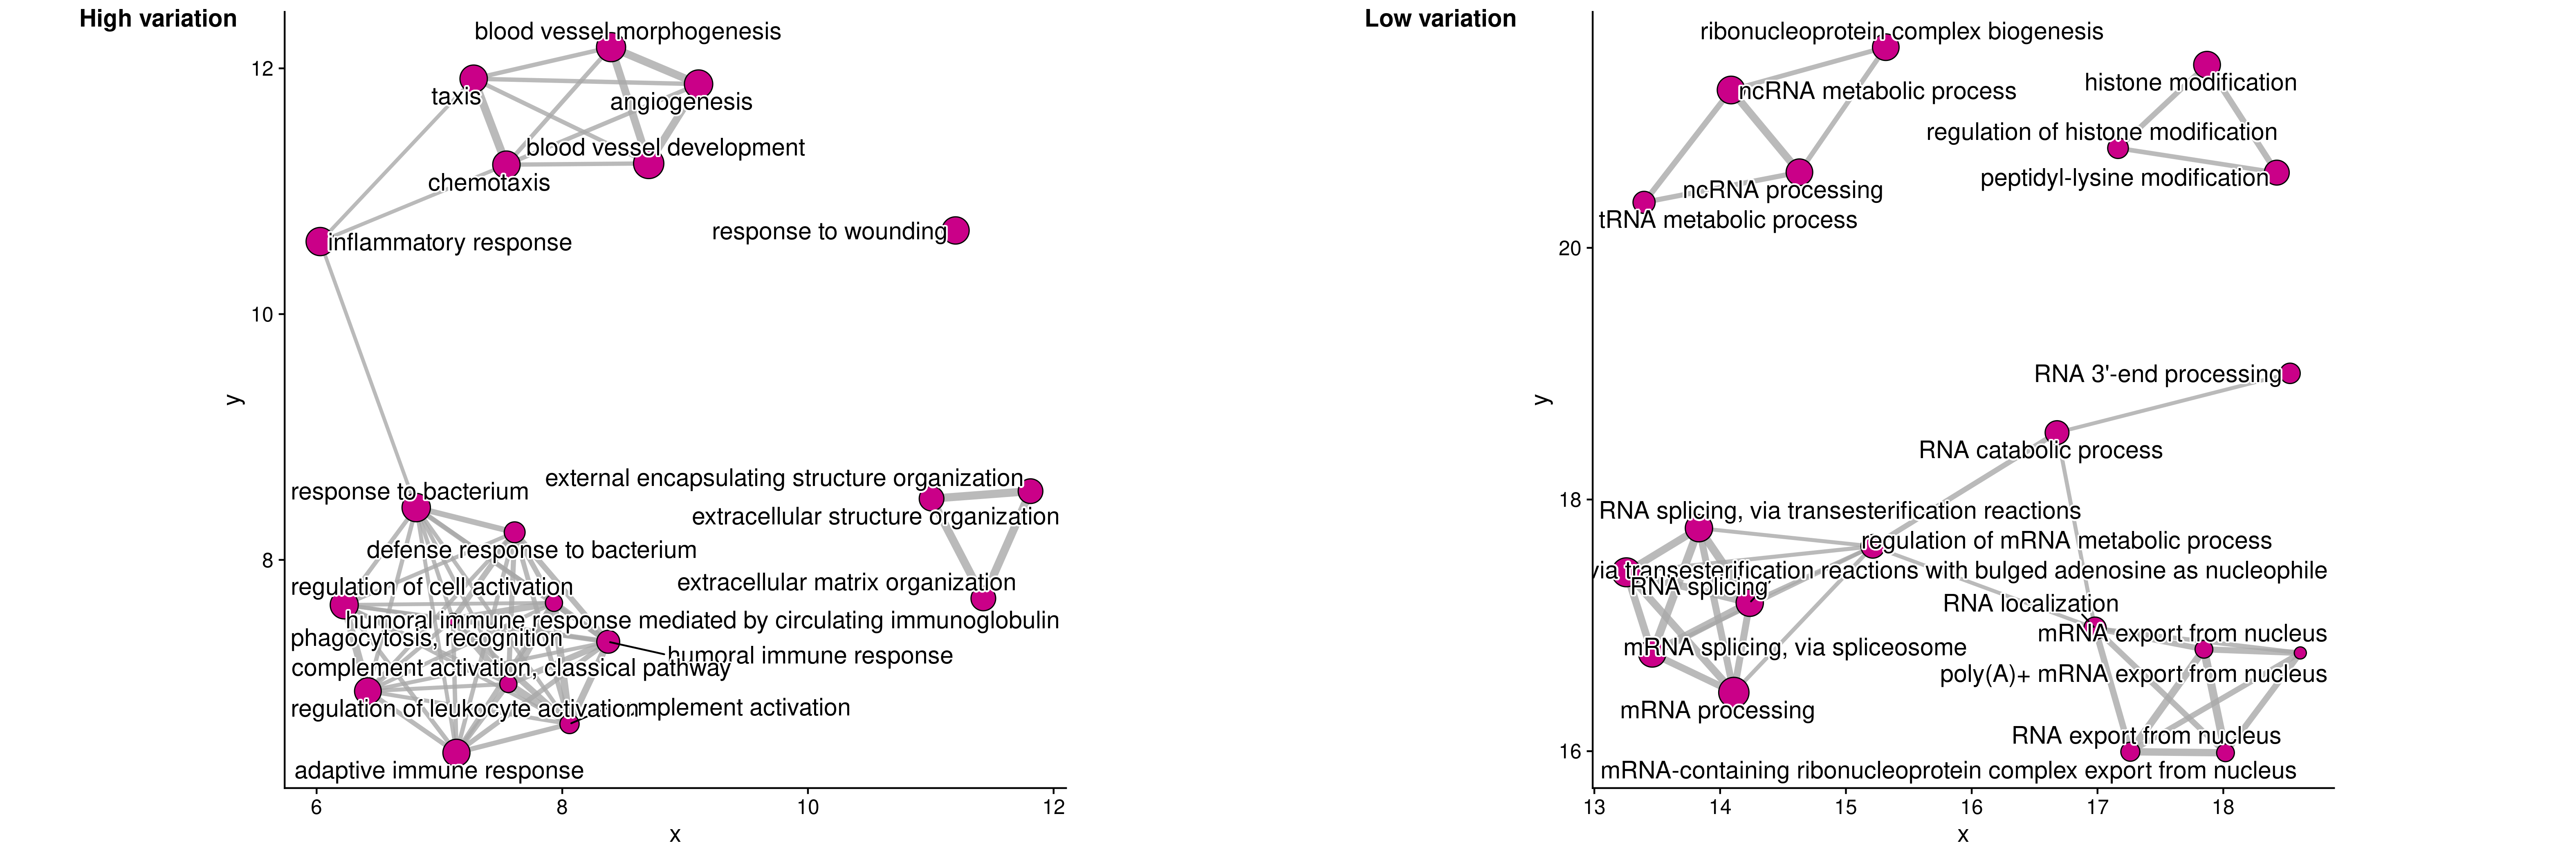 High variation
blood vessel morphogenesis
12
taxis
angiogenesis
blood vessel development
chemotaxis
response to wounding
inflammatory response
10
y
external encapsulating structure organization
response to bacterium
extracellular structure organization
defense response to bacterium
8
extracellular matrix organization
regulation of cell activation
humoral immune response mediated by circulating immunoglobulin
phagocytosis, recognition
humoral immune response
complement activation, classical pathway
regulation of leukocyte activation
activation
adaptive immune response
6
8
10
12
x
Low variation
ribonucleoprotein complex biogenesis
histone modification
ncRNA metabolic process
regulation of histone modification
peptidyl-lysine modification
ncRNA processing
tRNA metabolic process
20
RNA 3'-end processing
y
RNA catabolic process
18
RNA splicing, via transesterification reactions
regulation of mRNA metabolic process
via transesterification reactions with bulged adenosine as nucleophile
RNA splicing
RNA localization
mRNA export from nucleus
mRNA splicing, via spliceosome
poly(A)+ mRNA export from nucleus
mRNA processing
RNA export from nucleus
16
mRNA-containing ribonucleoprotein complex export from nucleus
13
14
15
16
17
18
x